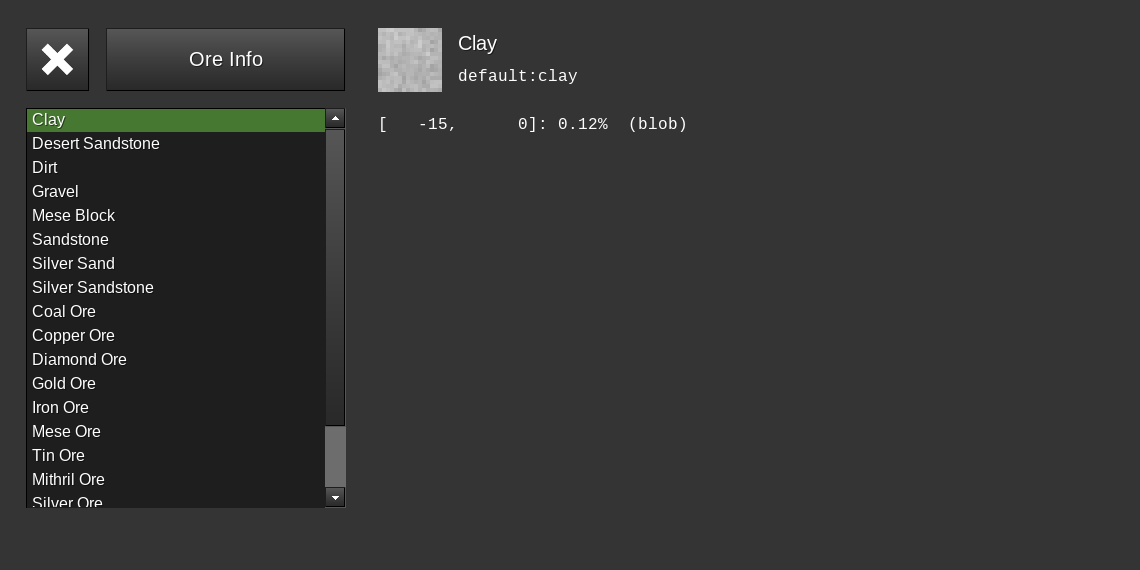 Ore Info
Clay
default:clay
[   -15,      0]: 0.12%  (blob)
Clay
Desert Sandstone
Dirt
Gravel
Mese Block
Sandstone
Silver Sand
Silver Sandstone
Coal Ore
Copper Ore
Diamond Ore
Gold Ore
Iron Ore
Mese Ore
Tin Ore
Mithril Ore
Silver Ore